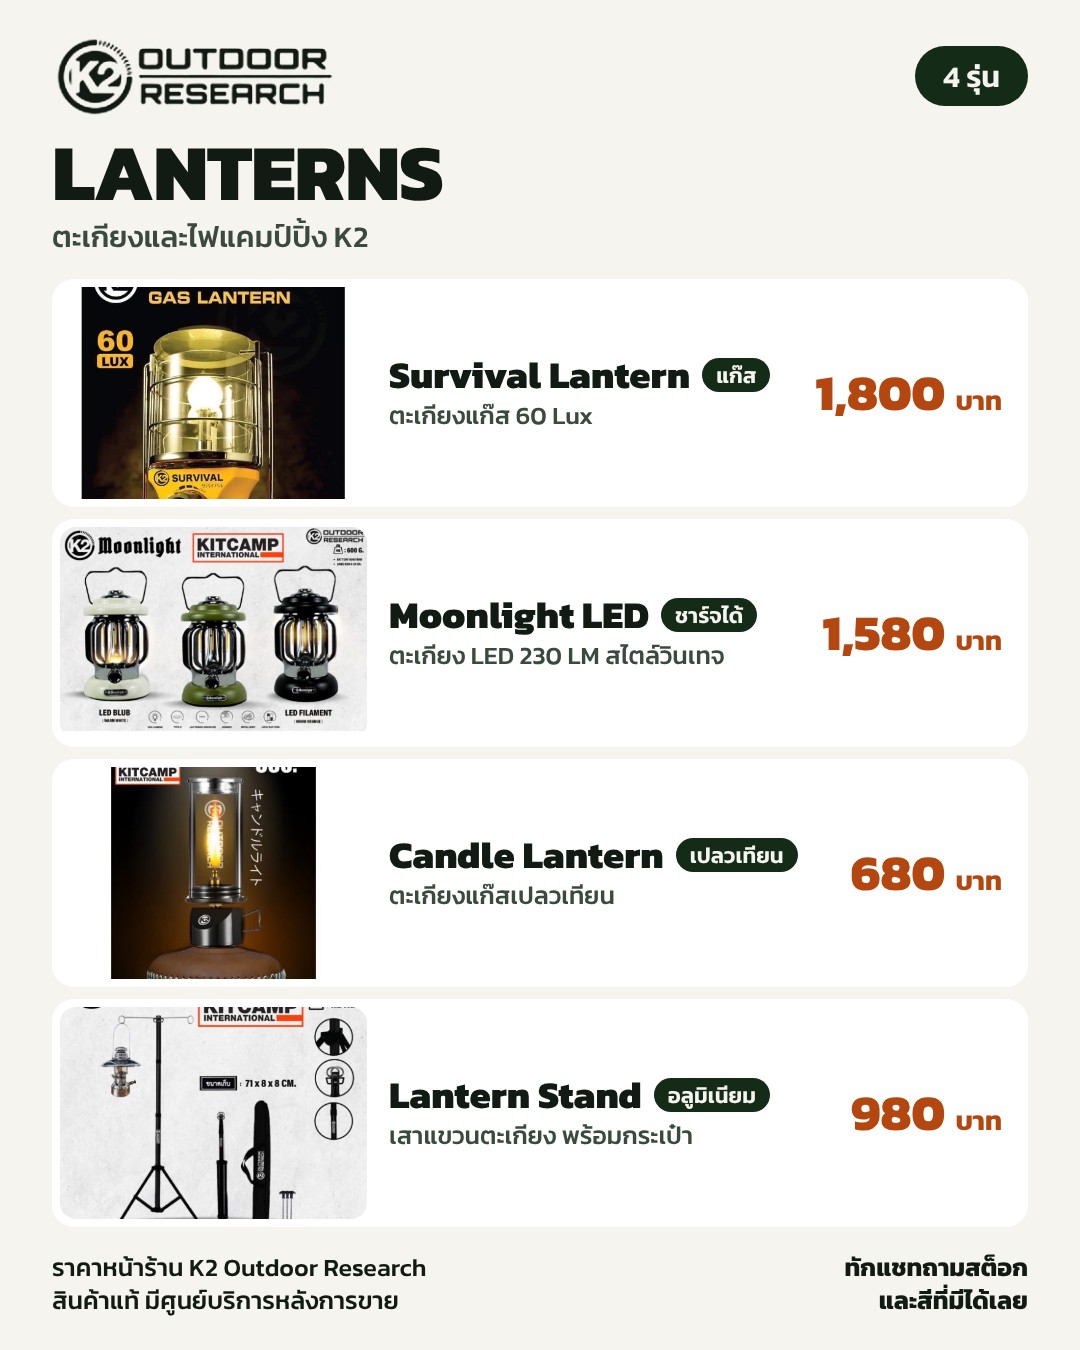 K2 OUTDOOR
RESEARCH
4 รุ่น
LANTERNS
ตะเกียงและไฟแคมป์ปิ้ง K2
GAS LANTERN
60
LUX
K2 SURVIVAL
Survival Lantern แก๊ส
ตะเกียงแก๊ส 60 Lux
1,800 บาท
K2 Moonlight
KITCAMP
INTERNATIONAL
K2 OUTDOOR
RESEARCH
: 600 G.
LED BLUB
LED FILAMENT
Moonlight LED ชาร์จได้
ตะเกียง LED 230 LM สไตล์วินเทจ
1,580 บาท
KITCAMP
INTERNATIONAL
キャンドルライト
Candle Lantern เปลวเทียน
ตะเกียงแก๊สเปลวเทียน
680 บาท
KITCAMP
INTERNATIONAL
ขนาดเก็บ : 71 x 8 x 8 CM.
Lantern Stand อลูมิเนียม
เสาแขวนตะเกียง พร้อมกระเป๋า
980 บาท
ราคาหน้าร้าน K2 Outdoor Research
สินค้าแท้ มีศูนย์บริการหลังการขาย
ทักแชทถามสต็อก
และสีที่มีได้เลย